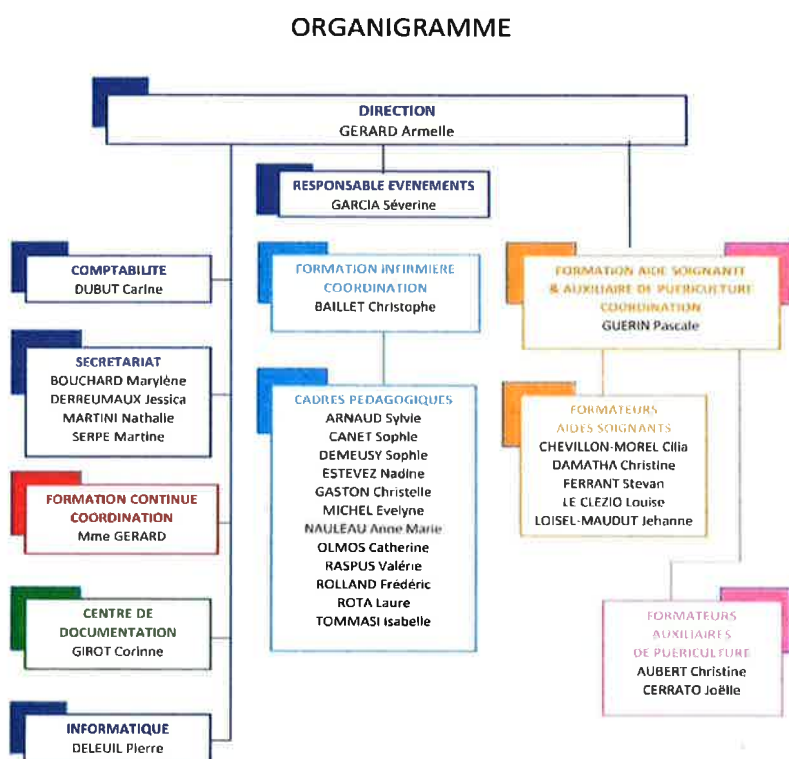 ORGANIGRAMME
DIRECTION
GERARD Armelle
RESPONSABLE EVENEMENTS
GARCIA Séverine
COMPTABILITE
DUBUT Carine
FORMATION INFIRMIERE
COORDINATION
BAILLET Christophe
FORMATION AIDE SOIGNANTE
& AUXILIAIRE DE PUERICULTURE
COORDINATION
GUERIN Pascale
SECRETARIAT
BOUCHARD Marylène
DERREUMAUX Jessica
MARTINI Nathalie
SERPE Martine
CADRES PEDAGOGIQUES
ARNAUD Sylvie
CANET Sophie
DEMEUSY Sophie
ESTEVEZ Nadine
GASTON Christelle
MICHEL Evelyne
NAULEAU Anne Marie
OLMOS Catherine
RASPUS Valérie
ROLLAND Frédéric
ROTA Laure
TOMMASI Isabelle
FORMATEURS
AIDES SOIGNANTS
CHEVILLON-MOREL Cilia
DAMATHA Christine
FERRANT Stevan
LE CLEZIO Louise
LOISEL-MAUDUT Jehanne
FORMATION CONTINUE
COORDINATION
Mme GERARD
CENTRE DE
DOCUMENTATION
GIROT Corinne
FORMATEURS
AUXILIAIRES
DE PUERICULTURE
AUBERT Christine
CERRATO Joëlle
INFORMATIQUE
DELEUIL Pierre